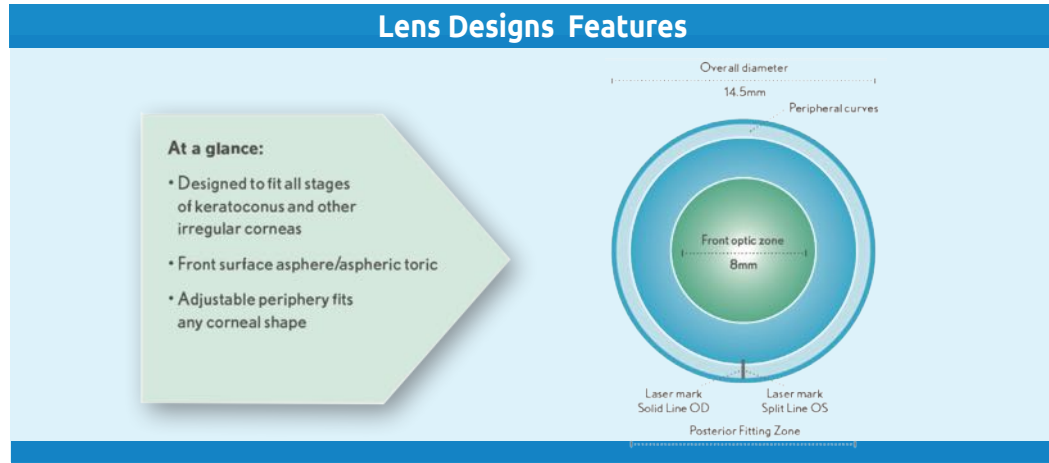 Lens Designs Features
At a glance:
• Designed to fit all stages
of keratoconus and other
irregular corneas
• Front surface asphere/aspheric toric
• Adjustable periphery fits
any corneal shape
Overall diameter
14.5mm
Peripheral curves
Front optic zone
8mm
Laser mark
Solid Line OD
Laser mark
Split Line OS
Posterior Fitting Zone